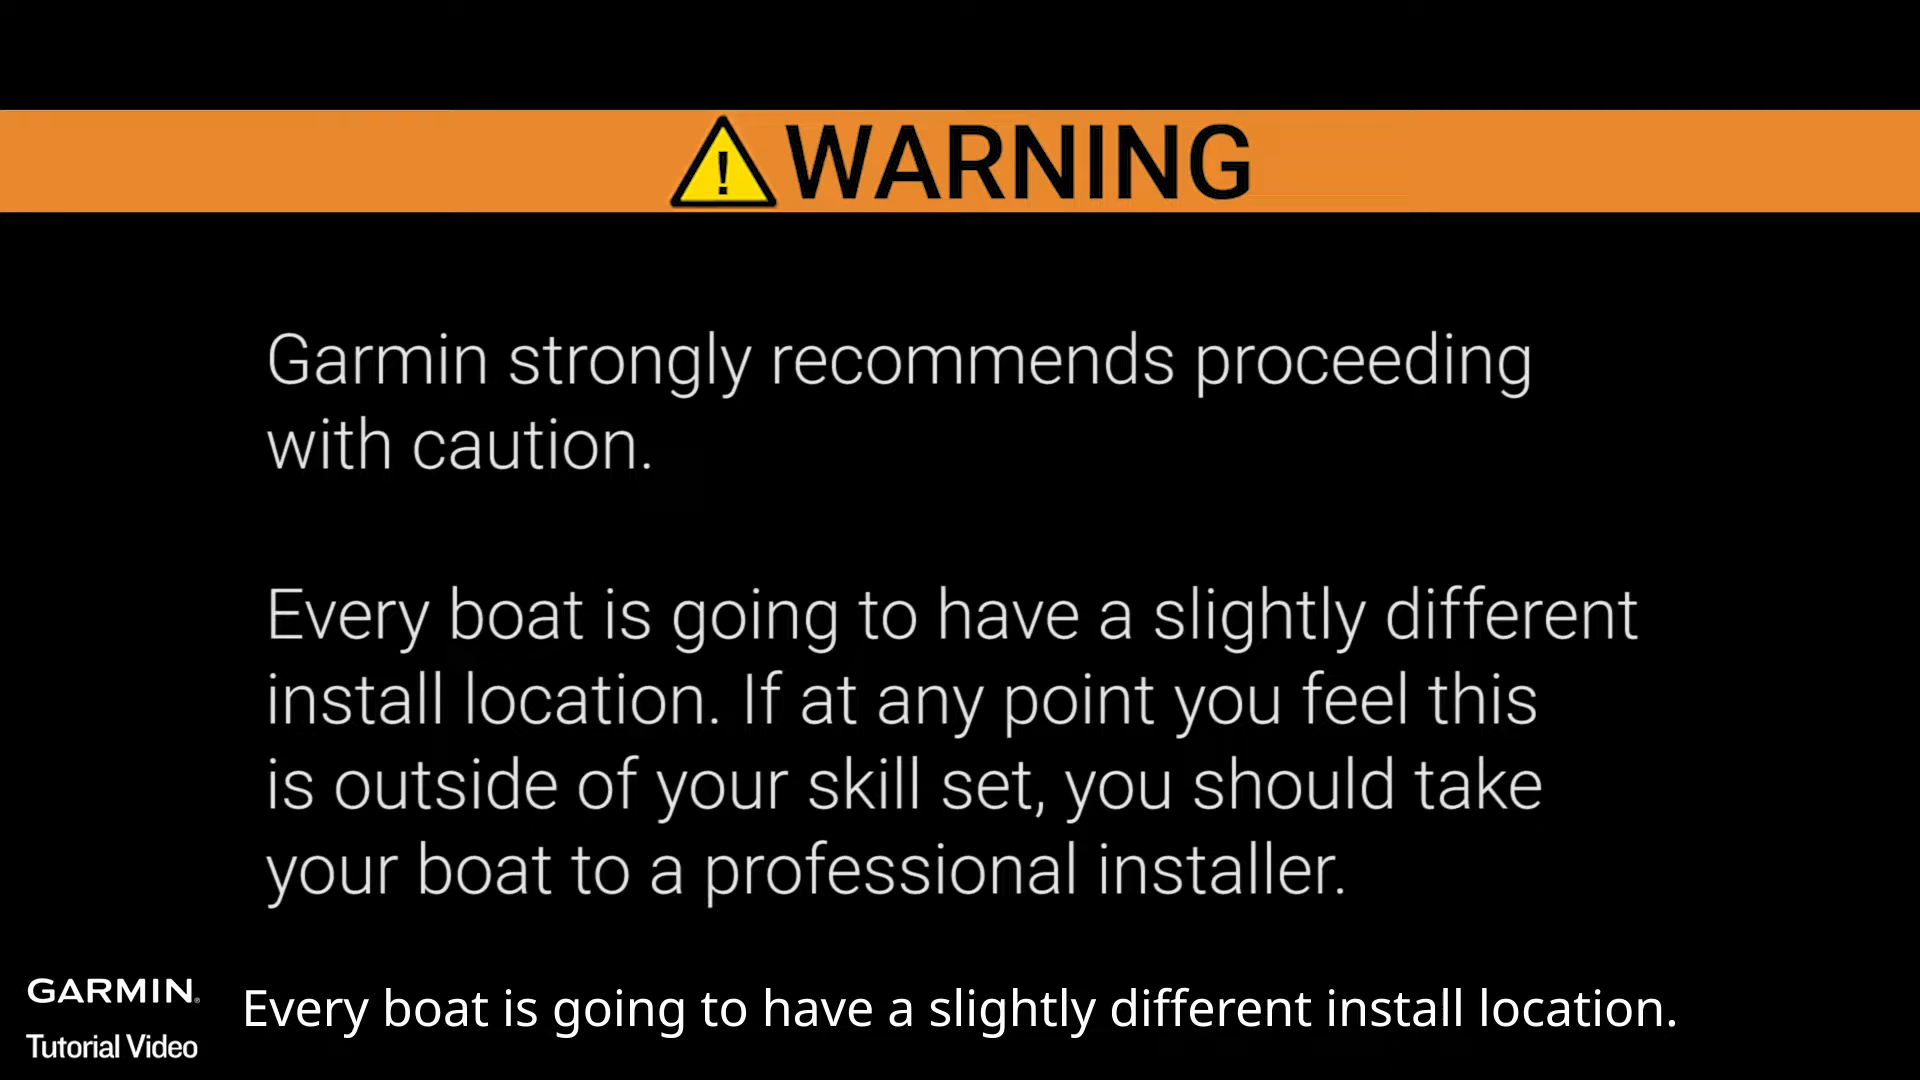 WARNING
Garmin strongly recommends proceeding
with caution.
Every boat is going to have a slightly different
install location. If at any point you feel this
is outside of your skill set, you should take
your boat to a professional installer.
GARMIN®
Tutorial Video
Every boat is going to have a slightly different install location.